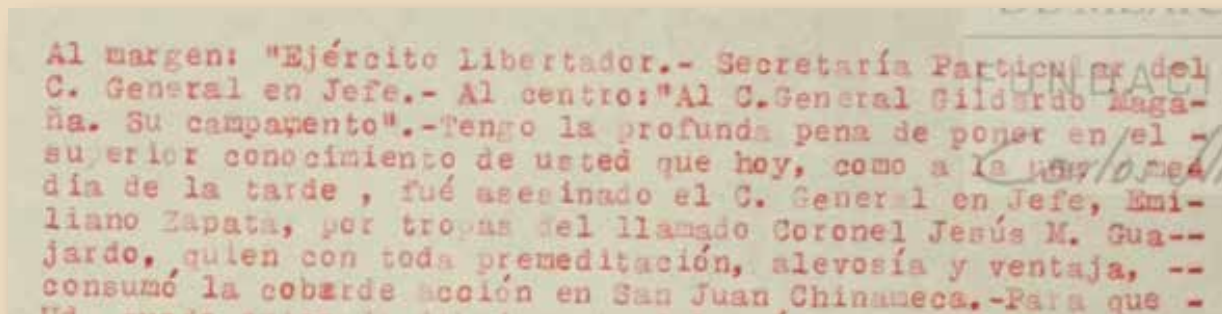 Al margen: "Ejército Libertador.- Secretaría Particular del
C. General en Jefe.- Al centro:"Al C.General Gildardo Maga-
ña. Su campamento".-Tengo la profunda pena de poner en el -
superior conocimiento de usted que hoy, como a la una y med
día de la tarde , fué asesinado el C. General en Jefe, Emi-
liano Zapata, por tropas del llamado Coronel Jesús M. Gua--
jardo, quien con toda premeditación, alevosía y ventaja, --
consumó la cobarde acción en San Juan Chinameca.-Para que -